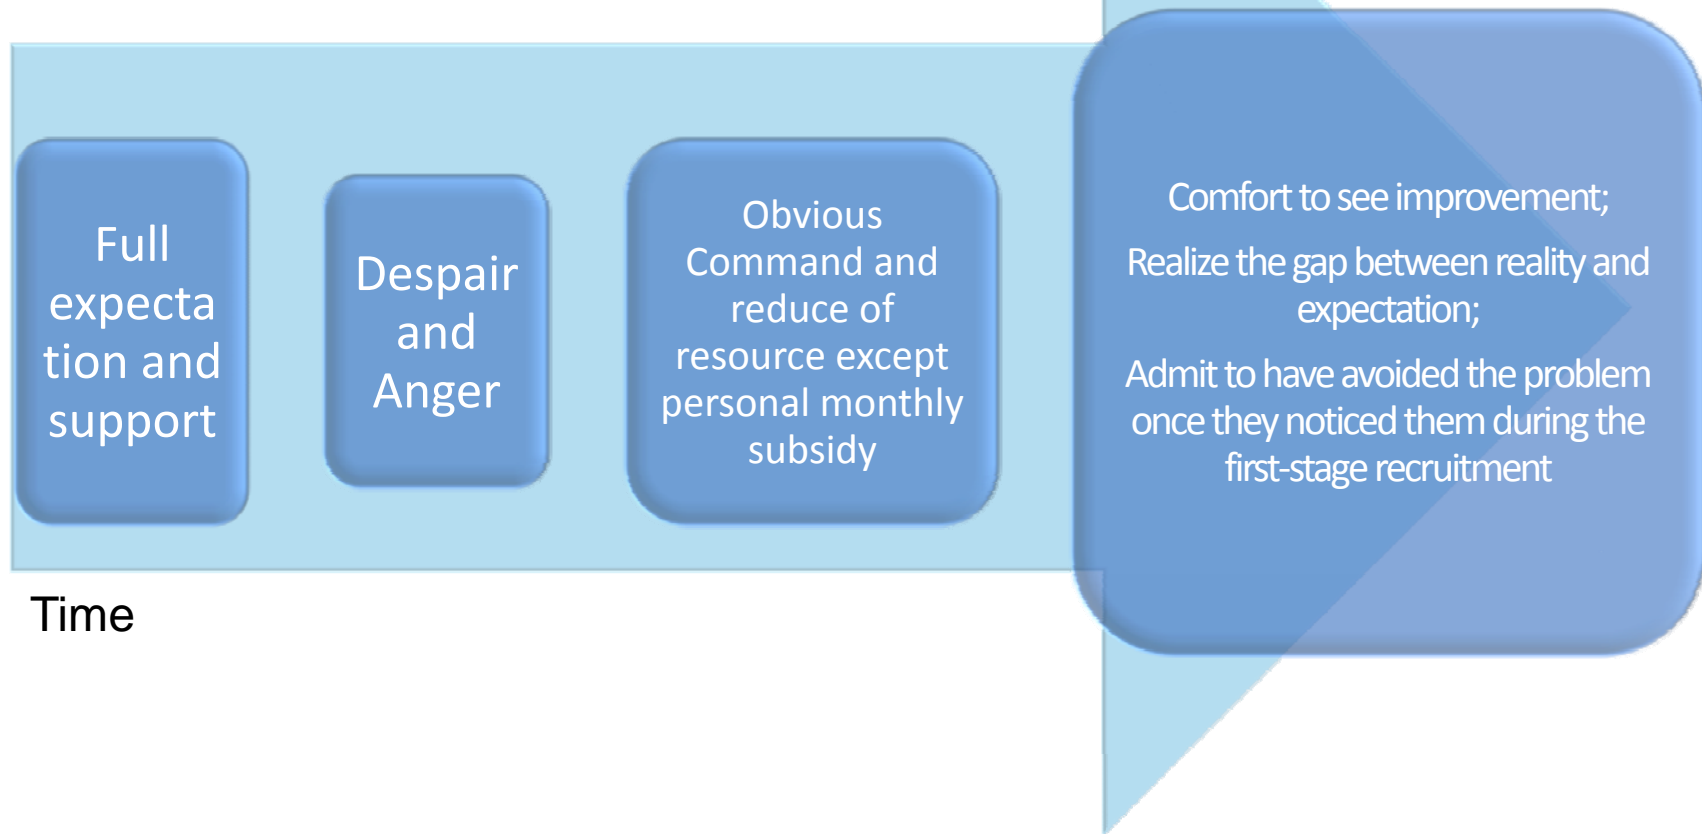 Full
expecta
tion and
support
Despair
and
Anger
Obvious
Command and
reduce of
resource except
personal monthly
subsidy
Comfort to see improvement;
Realize the gap between reality and
expectation;
Admit to have avoided the problem
once they noticed them during the
first-stage recruitment
Time